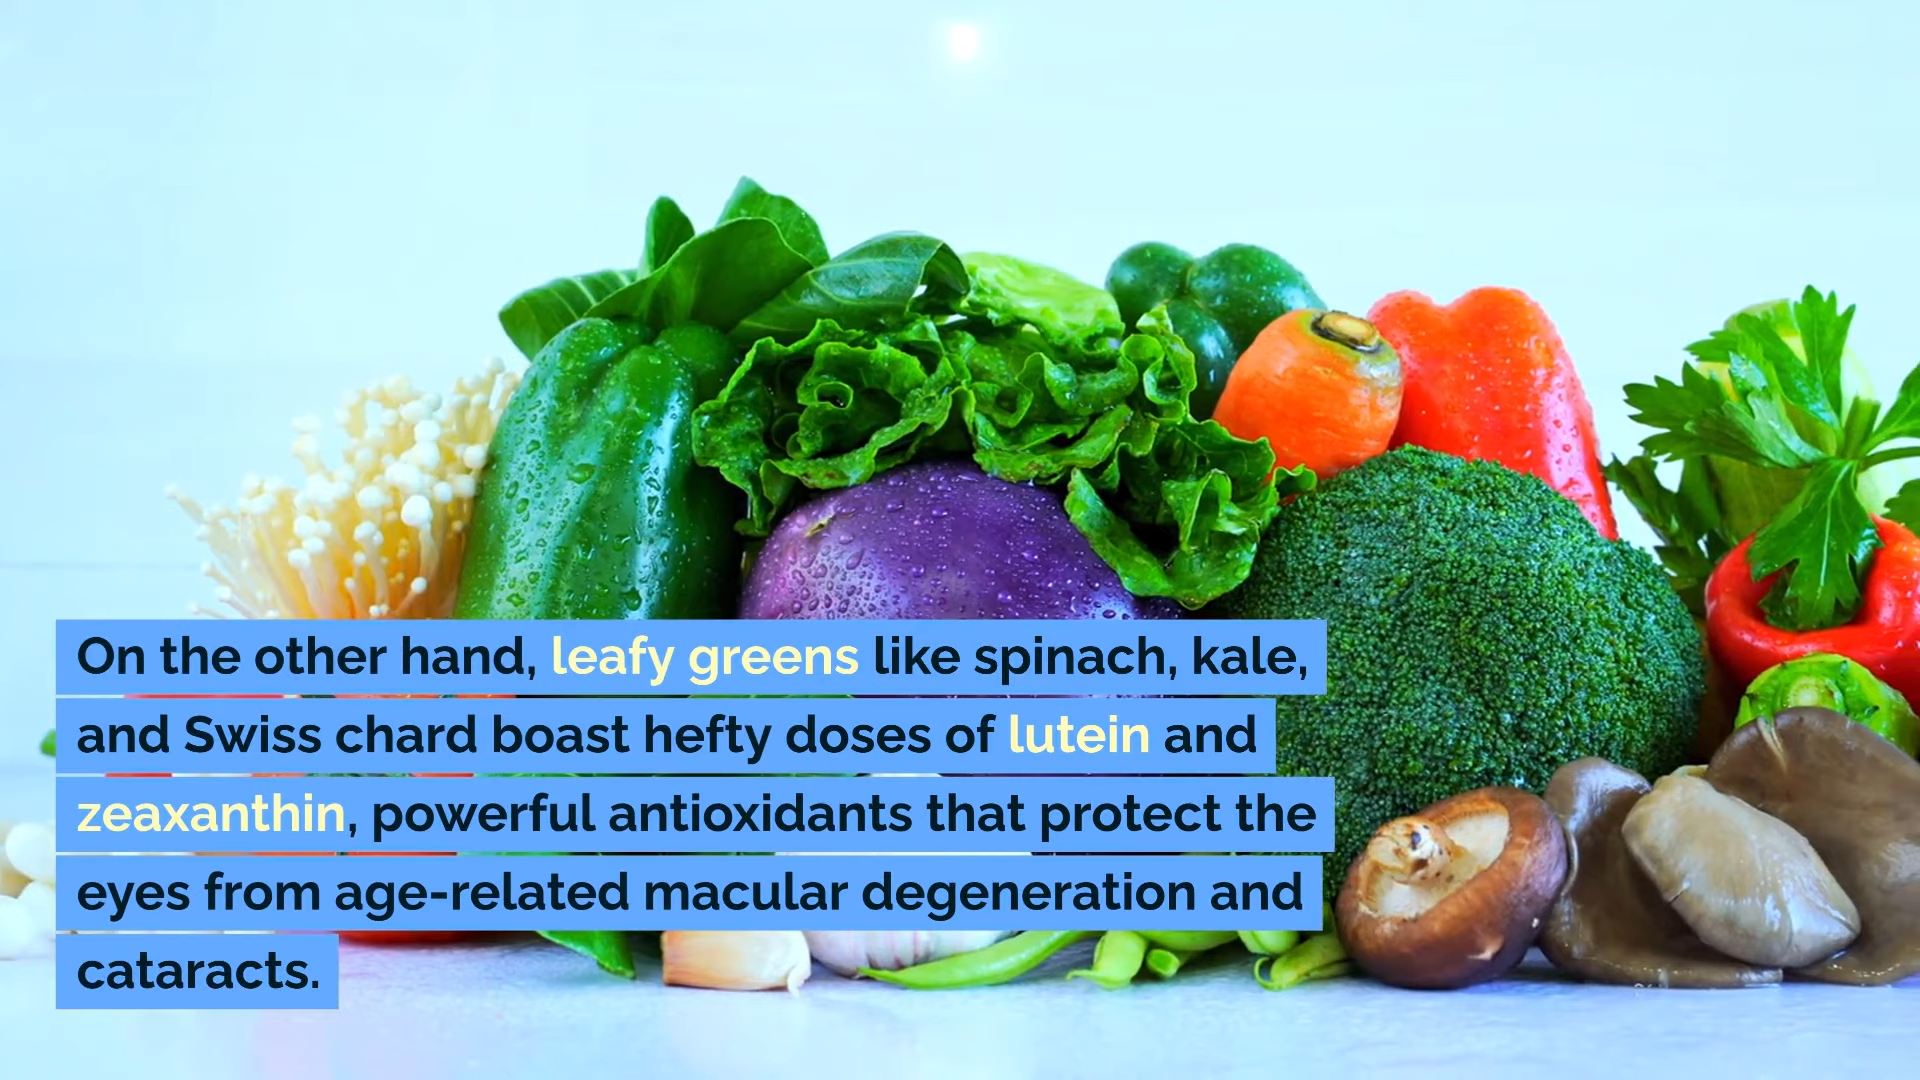 On the other hand, leafy greens like spinach, kale,
and Swiss chard boast hefty doses of lutein and
zeaxanthin, powerful antioxidants that protect the
eyes from age-related macular degeneration and
cataracts.